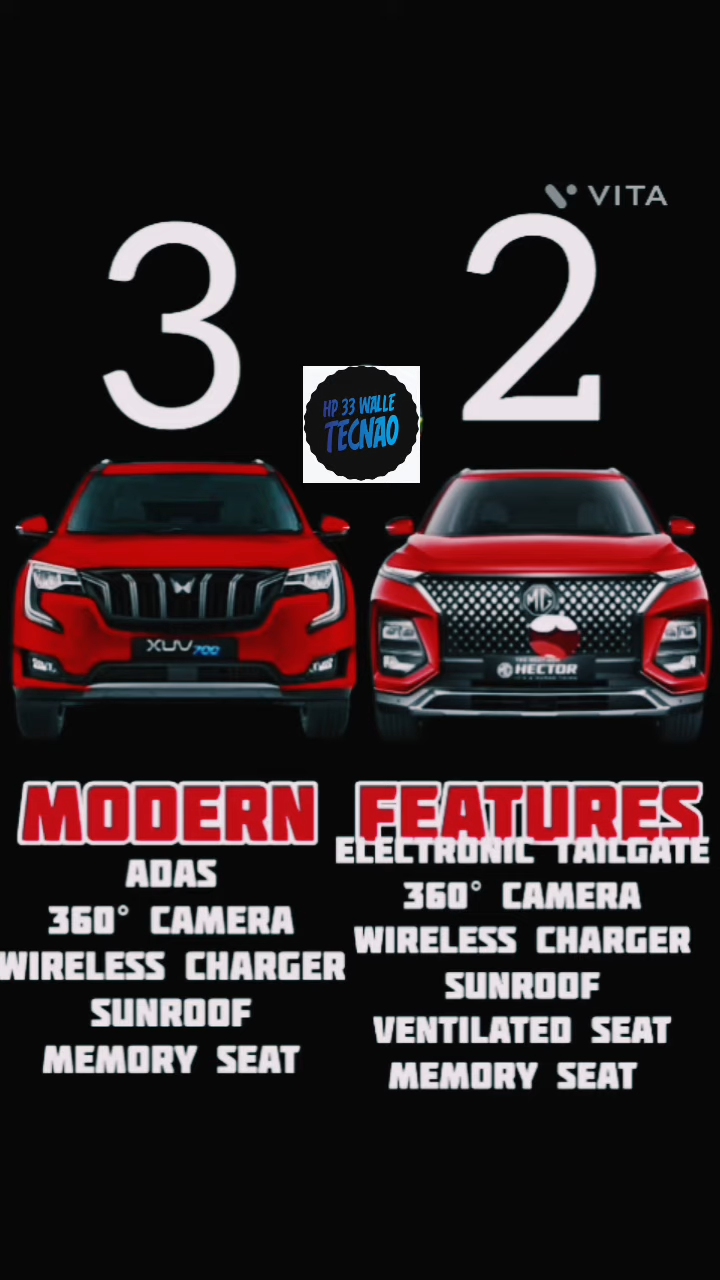 VITA
3
2
HP 33 WALLE
TECNAO
XUV700
MG
HECTOR
MODERN FEATURES
ADAS
360° CAMERA
WIRELESS CHARGER
SUNROOF
MEMORY SEAT
ELECTRONIC TAILGATE
360° CAMERA
WIRELESS CHARGER
SUNROOF
VENTILATED SEAT
MEMORY SEAT